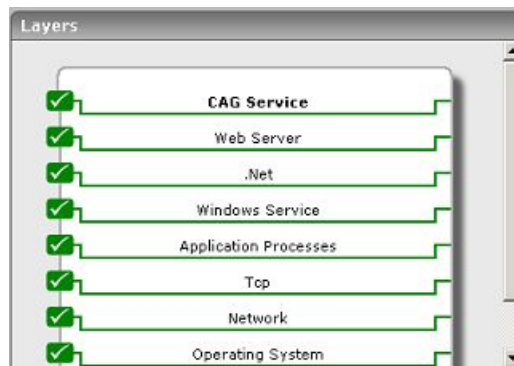 Layers
CAG Service
Web Server
.Net
Windows Service
Application Processes
Tcp
Network
Operating System